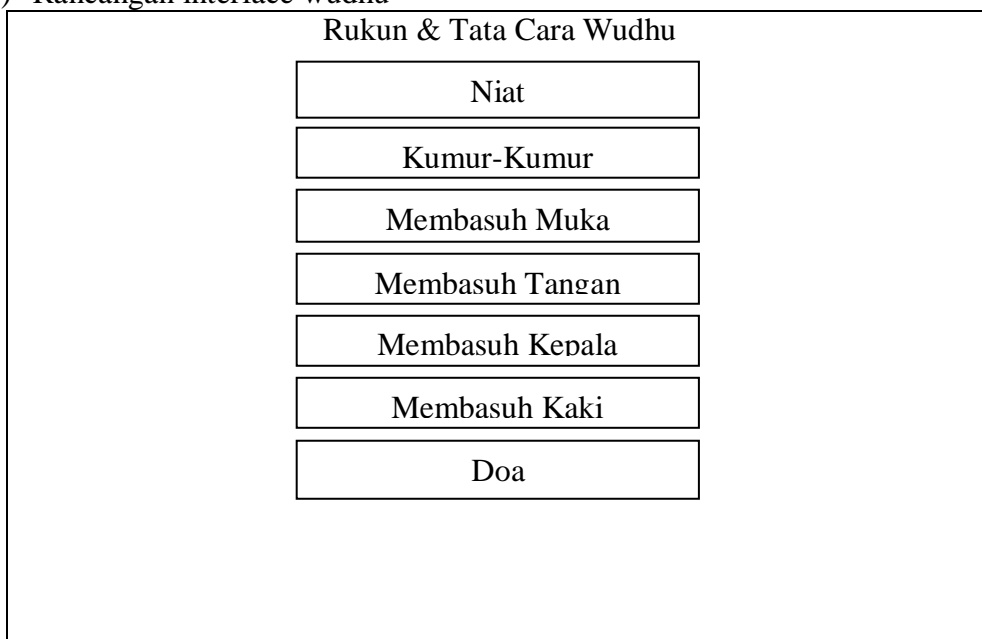 ) Rancangan interface wudhu
Rukun & Tata Cara Wudhu
Niat
Kumur-Kumur
Membasuh Muka
Membasuh Tangan
Membasuh Kepala
Membasuh Kaki
Doa